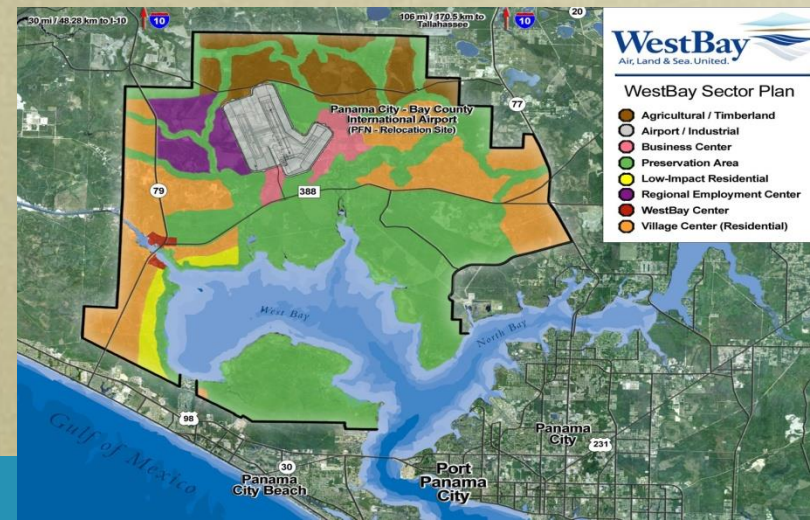 30 mi / 48.28 km to I-10
10
106 mi / 170.5 km to
Tallahassee
10
20
WestBay
Air, Land & Sea. United.
WestBay Sector Plan
Agricultural / Timberland
Airport / Industrial
Business Center
Preservation Area
Low-Impact Residential
Regional Employment Center
WestBay Center
Village Center (Residential)
77
Panama City - Bay County
International Airport
(PFN - Relocation Site)
79
388
West Bay
North Bay
98
Gulf of Mexico
30
Panama
City Beach
Port
Panama
City
Panama
City
231